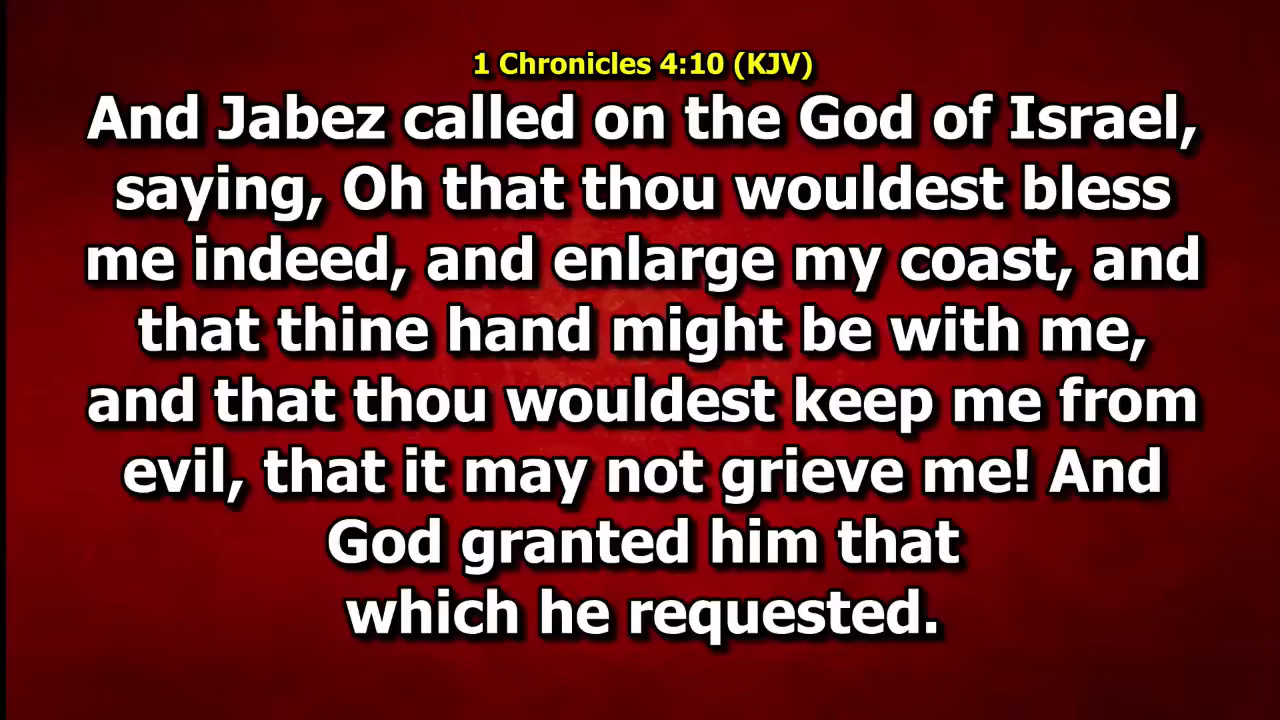 1 Chronicles 4:10 (KJV)
And Jabez called on the God of Israel,
saying, Oh that thou wouldest bless
me indeed, and enlarge my coast, and
that thine hand might be with me,
and that thou wouldest keep me from
evil, that it may not grieve me! And
God granted him that
which he requested.